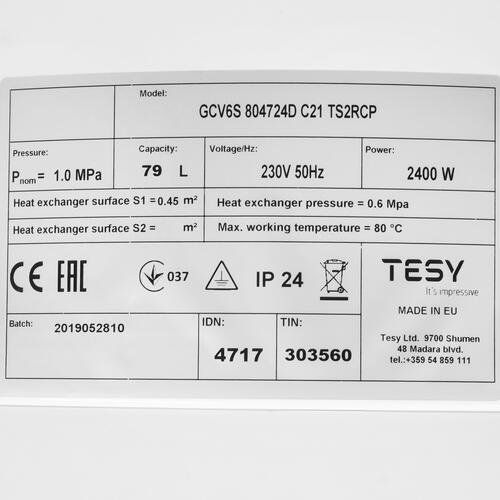 Model:
GCV6S 804724D C21 TS2RCP
Pressure:
Pnom= 1.0 MPa
Capacity:
79 L
Voltage/Hz:
230V 50Hz
Power:
2400 W
Heat exchanger surface S1 = 0.45 m²
Heat exchanger pressure = 0.6 Mpa
Heat exchanger surface S2 = m²
Max. working temperature = 80 °C
CE EAC 037 IP 24
TESY
It's impressive
MADE IN EU
Batch: 2019052810
IDN:
4717
TIN:
303560
Tesy Ltd. 9700 Shumen
48 Madara blvd.
tel.:+359 54 859 111